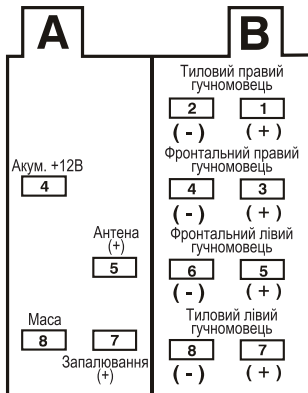 A
Акум. +12В
4
Антена
(+)
5
Маса
8
7
Запалювання
(+)
B
Тиловий правий
гучномовець
2 1
(-) (+)
Фронтальний правий
гучномовець
4 3
(-) (+)
Фронтальний лівий
гучномовець
6 5
(-) (+)
Тиловий лівий
гучномовець
8 7
(-) (+)